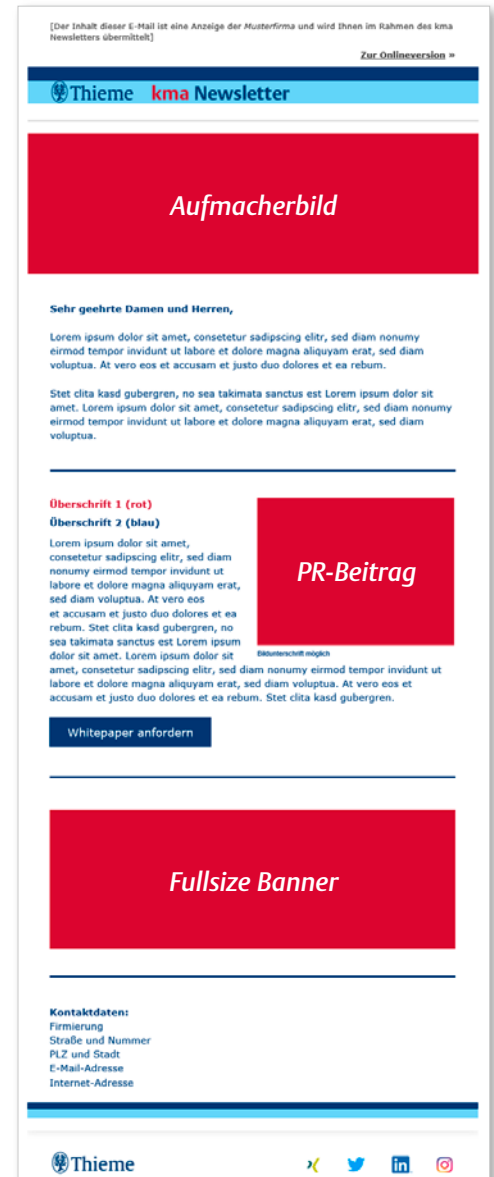 [Der Inhalt dieser E-Mail ist eine Anzeige der Musterfirma und wird Ihnen im Rahmen des kma
Newsletters übermittelt]
Zur Onlineversion »
Thieme kma Newsletter
Aufmacherbild
Sehr geehrte Damen und Herren,
Lorem ipsum dolor sit amet, consetetur sadipscing elitr, sed diam nonumy
eirmod tempor invidunt ut labore et dolore magna aliquyam erat, sed diam
voluptua. At vero eos et accusam et justo duo dolores et ea rebum.
Stet clita kasd gubergren, no sea takimata sanctus est Lorem ipsum dolor sit
amet. Lorem ipsum dolor sit amet, consetetur sadipscing elitr, sed diam nonumy
eirmod tempor invidunt ut labore et dolore magna aliquyam erat, sed diam
voluptua.
Überschrift 1 (rot)
Überschrift 2 (blau)
Lorem ipsum dolor sit amet,
consetetur sadipscing elitr, sed diam
nonumy eirmod tempor invidunt ut
labore et dolore magna aliquyam erat,
sed diam voluptua. At vero eos
et accusam et justo duo dolores et ea
rebum. Stet clita kasd gubergren, no
sea takimata sanctus est Lorem ipsum
dolor sit amet. Lorem ipsum dolor sit
amet, consetetur sadipscing elitr, sed diam nonumy eirmod tempor invidunt ut
labore et dolore magna aliquyam erat, sed diam voluptua. At vero eos et
accusam et justo duo dolores et ea rebum. Stet clita kasd gubergren.
PR-Beitrag
Bildunterschrift möglich
Whitepaper anfordern
Fullsize Banner
Kontaktdaten:
Firmierung
Straße und Nummer
PLZ und Stadt
E-Mail-Adresse
Internet-Adresse
Thieme
in